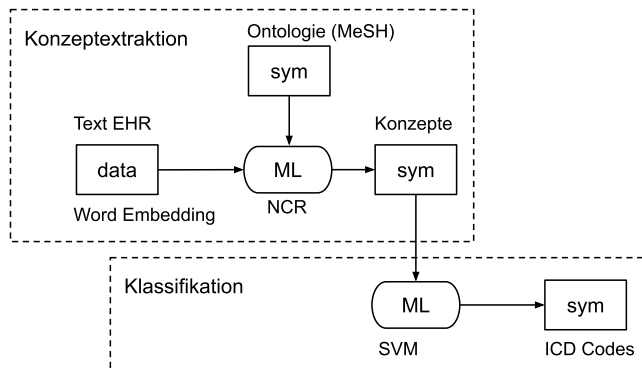 Konzeptextraktion
Ontologie (MeSH)
sym
Text EHR
Konzepte
data
ML
sym
Word Embedding
NCR
Klassifikation
ML
sym
SVM
ICD Codes